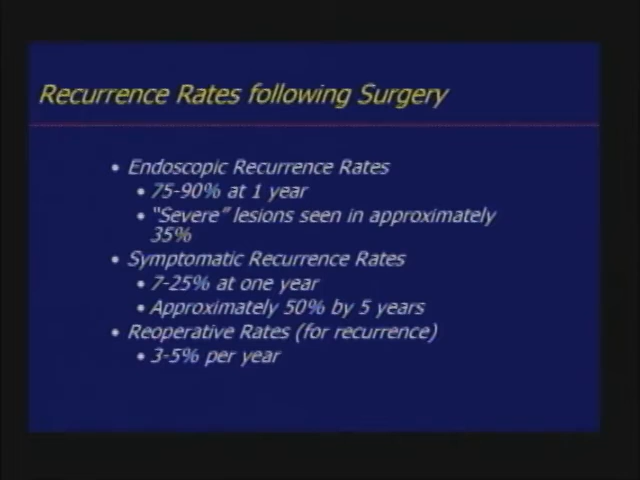 Recurrence Rates following Surgery
• Endoscopic Recurrence Rates
• 75-90% at 1 year
• "Severe" lesions seen in approximately
35%
• Symptomatic Recurrence Rates
• 7-25% at one year
• Approximately 50% by 5 years
• Reoperative Rates (for recurrence)
• 3-5% per year